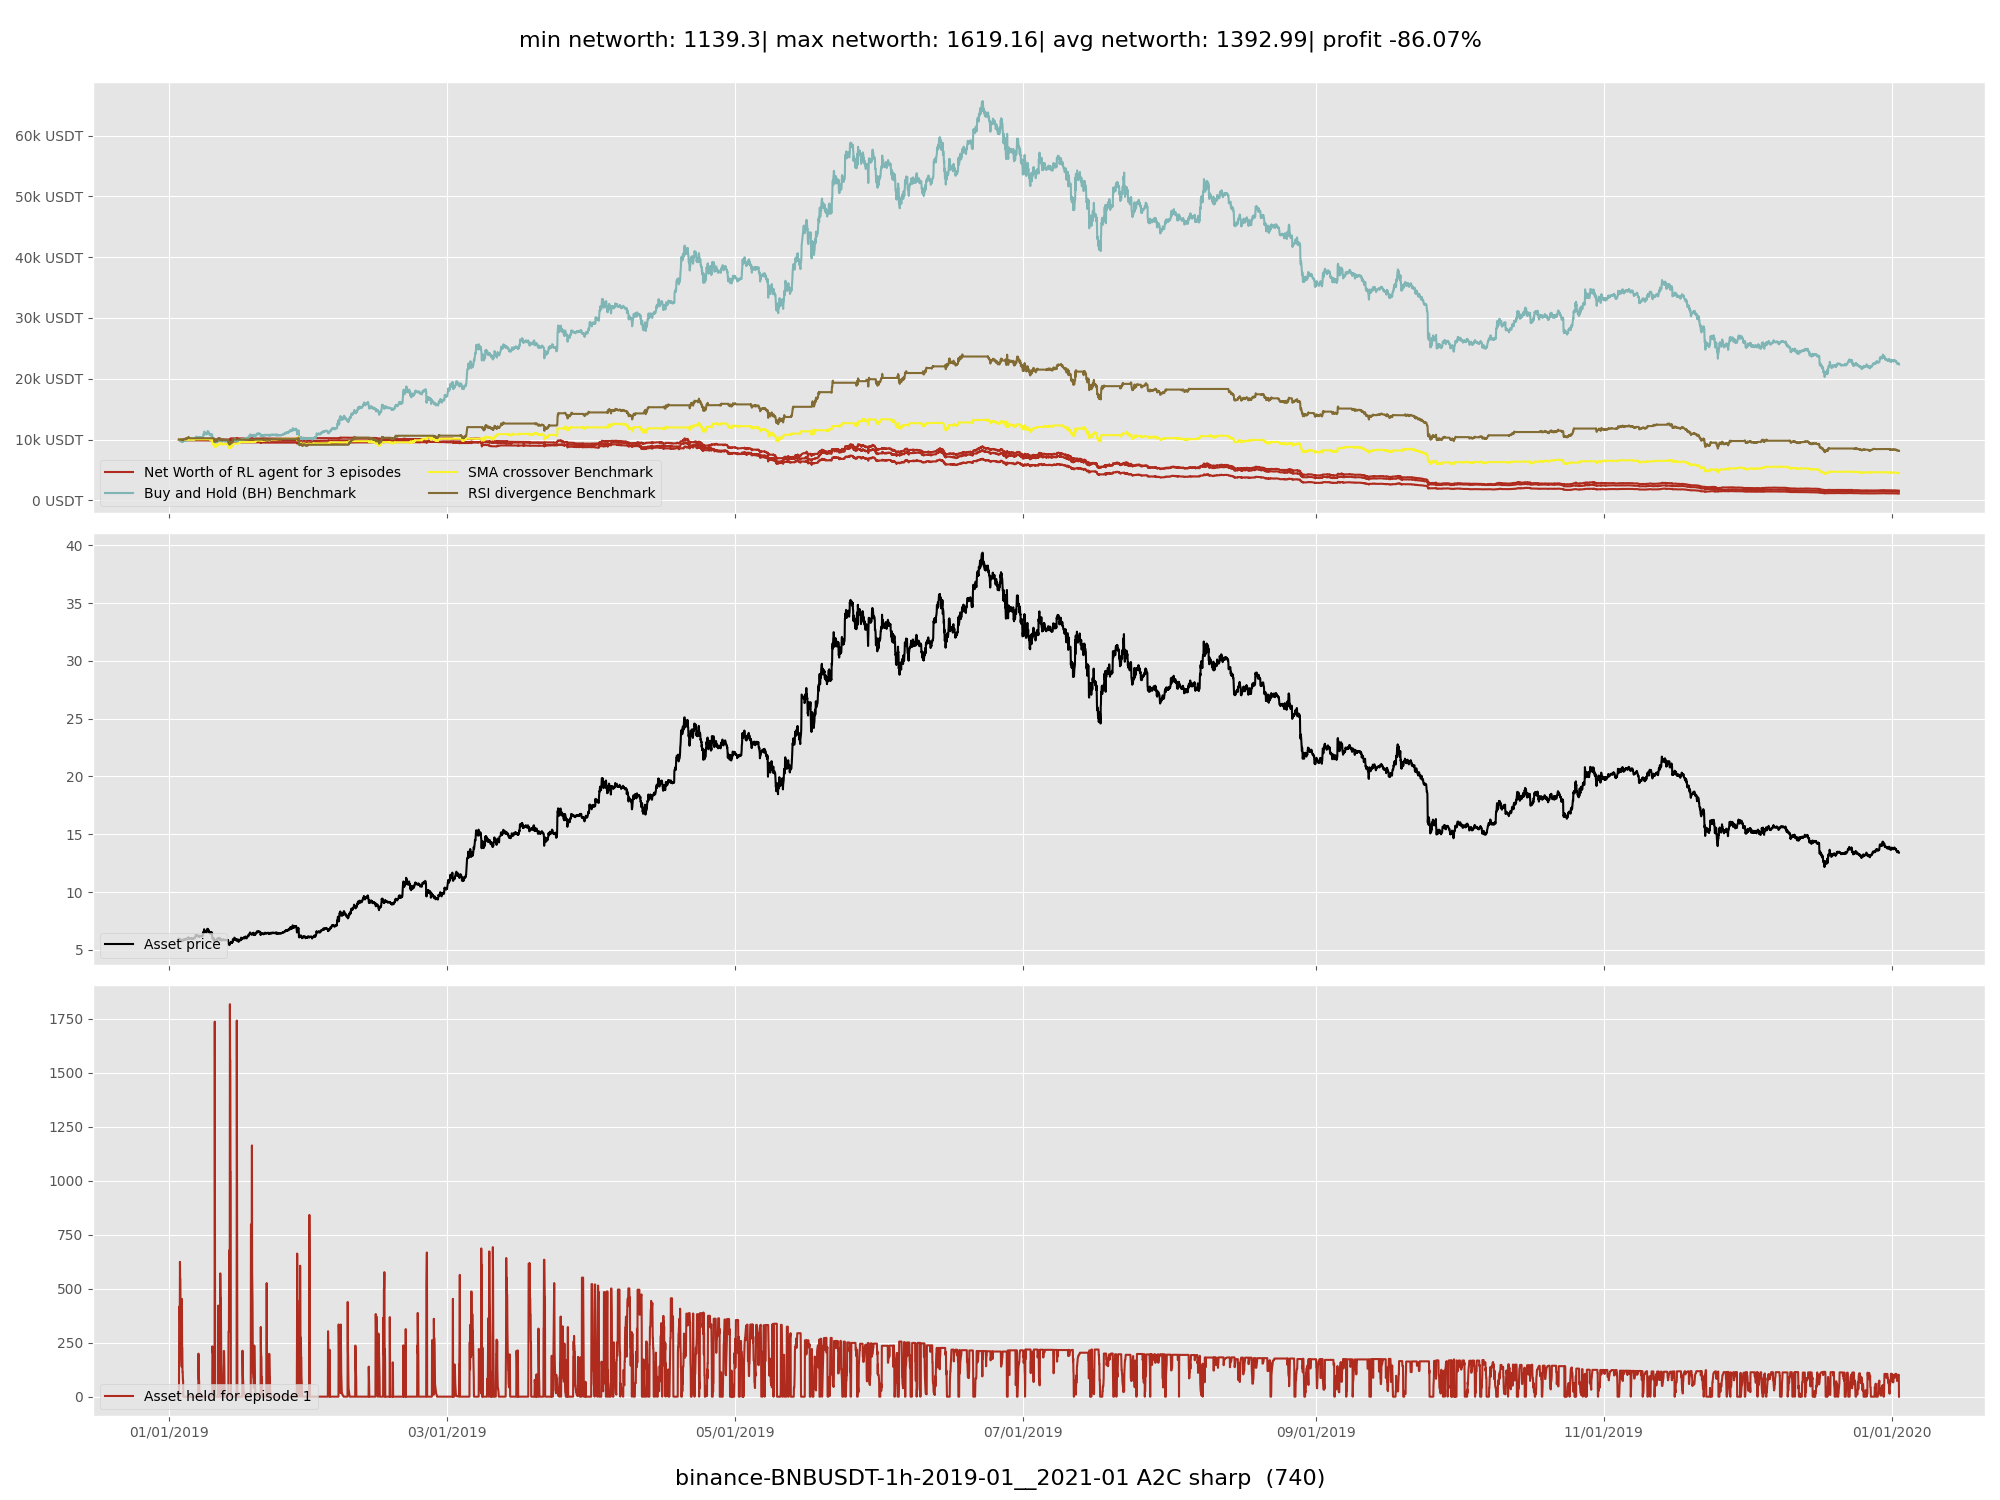 min networth: 1139.3| max networth: 1619.16| avg networth: 1392.99| profit -86.07%
60k USDT
50k USDT
40k USDT
30k USDT
20k USDT
10k USDT
0 USDT
Net Worth of RL agent for 3 episodes
Buy and Hold (BH) Benchmark
SMA crossover Benchmark
RSI divergence Benchmark
40
35
30
25
20
15
10
5
Asset price
1750
1500
1250
1000
750
500
250
0
Asset held for episode 1
01/01/2019
03/01/2019
05/01/2019
07/01/2019
09/01/2019
11/01/2019
01/01/2020
binance-BNBUSDT-1h-2019-01__2021-01 A2C sharp  (740)